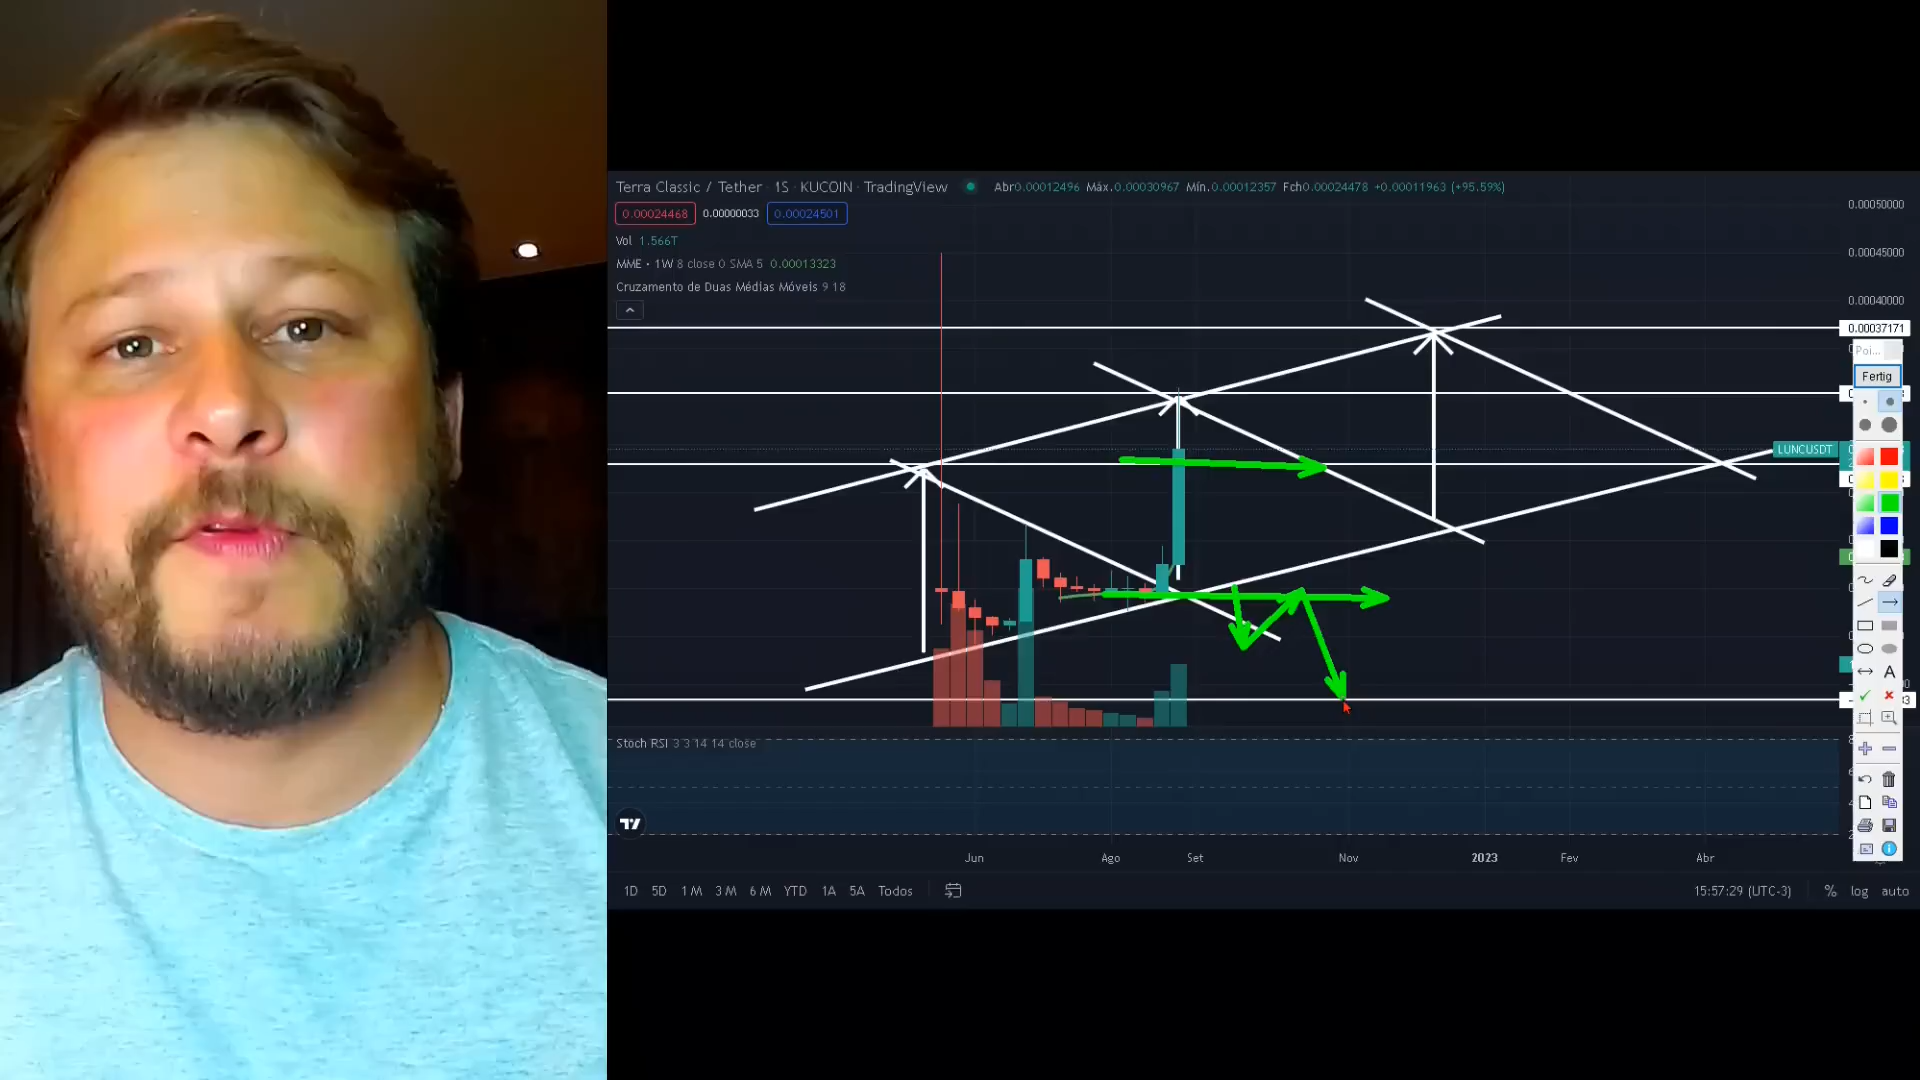 Terra Classic / Tether · 1S · KUCOIN · TradingView Abr0.00012496 Máx.0.00030967 Mín.0.00012357 Fch0.00024478 +0.00011963 (+95.59%)
0.00024468 0.00000033 0.00024501
Vol 1.566T
MME · 1W 8 close 0 SMA 5 0.00013323
Cruzamento de Duas Médias Móveis 9 18
0.00050000
0.00045000
0.00040000
0.00037171
Poi...
Fertig
LUNCUSDT
A
Stoch RSI 3 3 14 14 close
Jun Ago Set Nov 2023 Fev Abr
1D 5D 1M 3M 6M YTD 1A 5A Todos 15:57:29 (UTC-3) % log auto